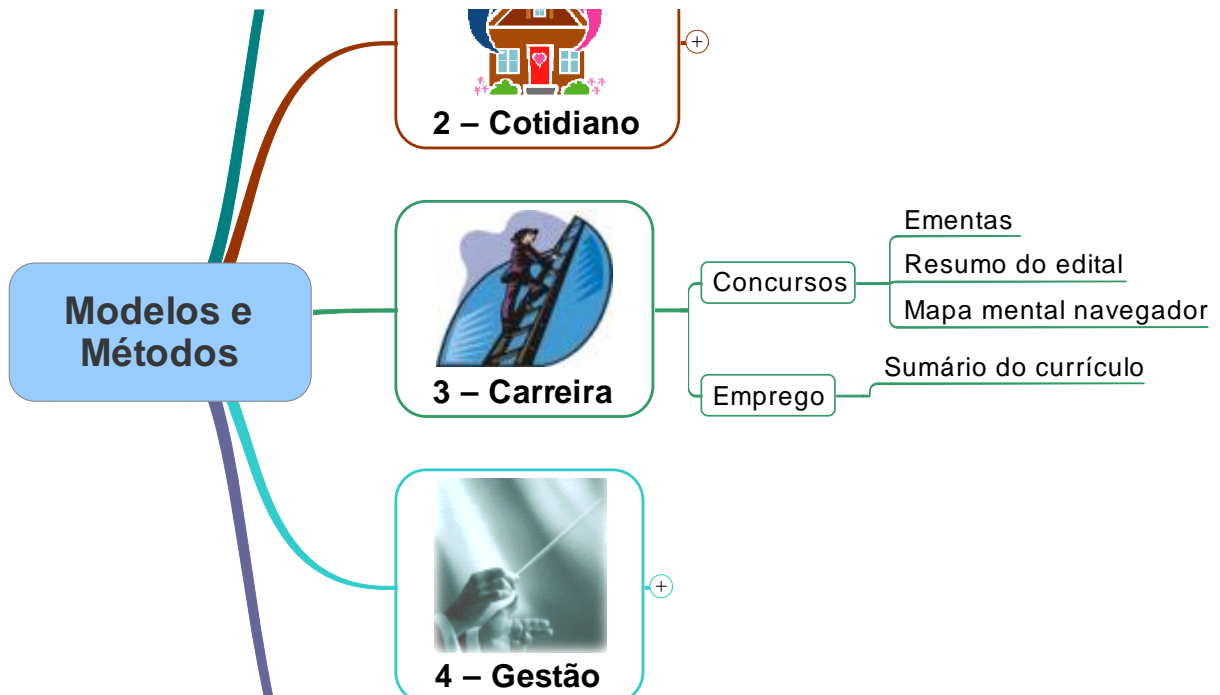 2 – Cotidiano
Modelos e
Métodos
3 – Carreira
Concursos
Ementas
Resumo do edital
Mapa mental navegador
Emprego
Sumário do currículo
4 – Gestão